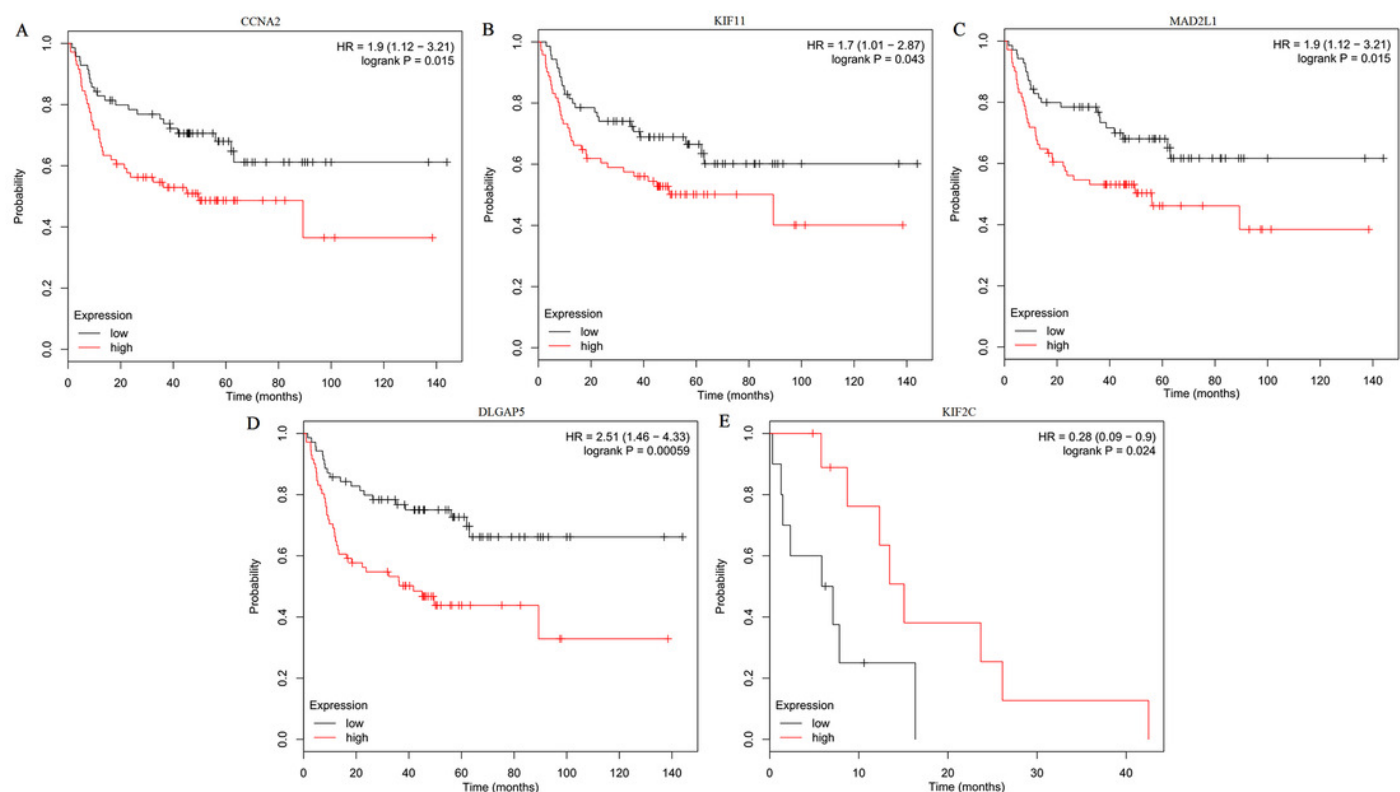 A
CCNA2
HR = 1.9 (1.12 − 3.21)
logrank P = 0.015
Probability
1.0
0.8
0.6
0.4
0.2
0.0
Expression
low
high
0 20 40 60 80 100 120 140
Time (months)
B
KIF11
HR = 1.7 (1.01 − 2.87)
logrank P = 0.043
Probability
1.0
0.8
0.6
0.4
0.2
0.0
Expression
low
high
0 20 40 60 80 100 120 140
Time (months)
C
MAD2L1
HR = 1.9 (1.12 − 3.21)
logrank P = 0.015
Probability
1.0
0.8
0.6
0.4
0.2
0.0
Expression
low
high
0 20 40 60 80 100 120 140
Time (months)
D
DLGAP5
HR = 2.51 (1.46 − 4.33)
logrank P = 0.00059
Probability
1.0
0.8
0.6
0.4
0.2
0.0
Expression
low
high
0 20 40 60 80 100 120 140
Time (months)
E
KIF2C
HR = 0.28 (0.09 − 0.9)
logrank P = 0.024
Probability
1.0
0.8
0.6
0.4
0.2
0.0
Expression
low
high
0 10 20 30 40
Time (months)